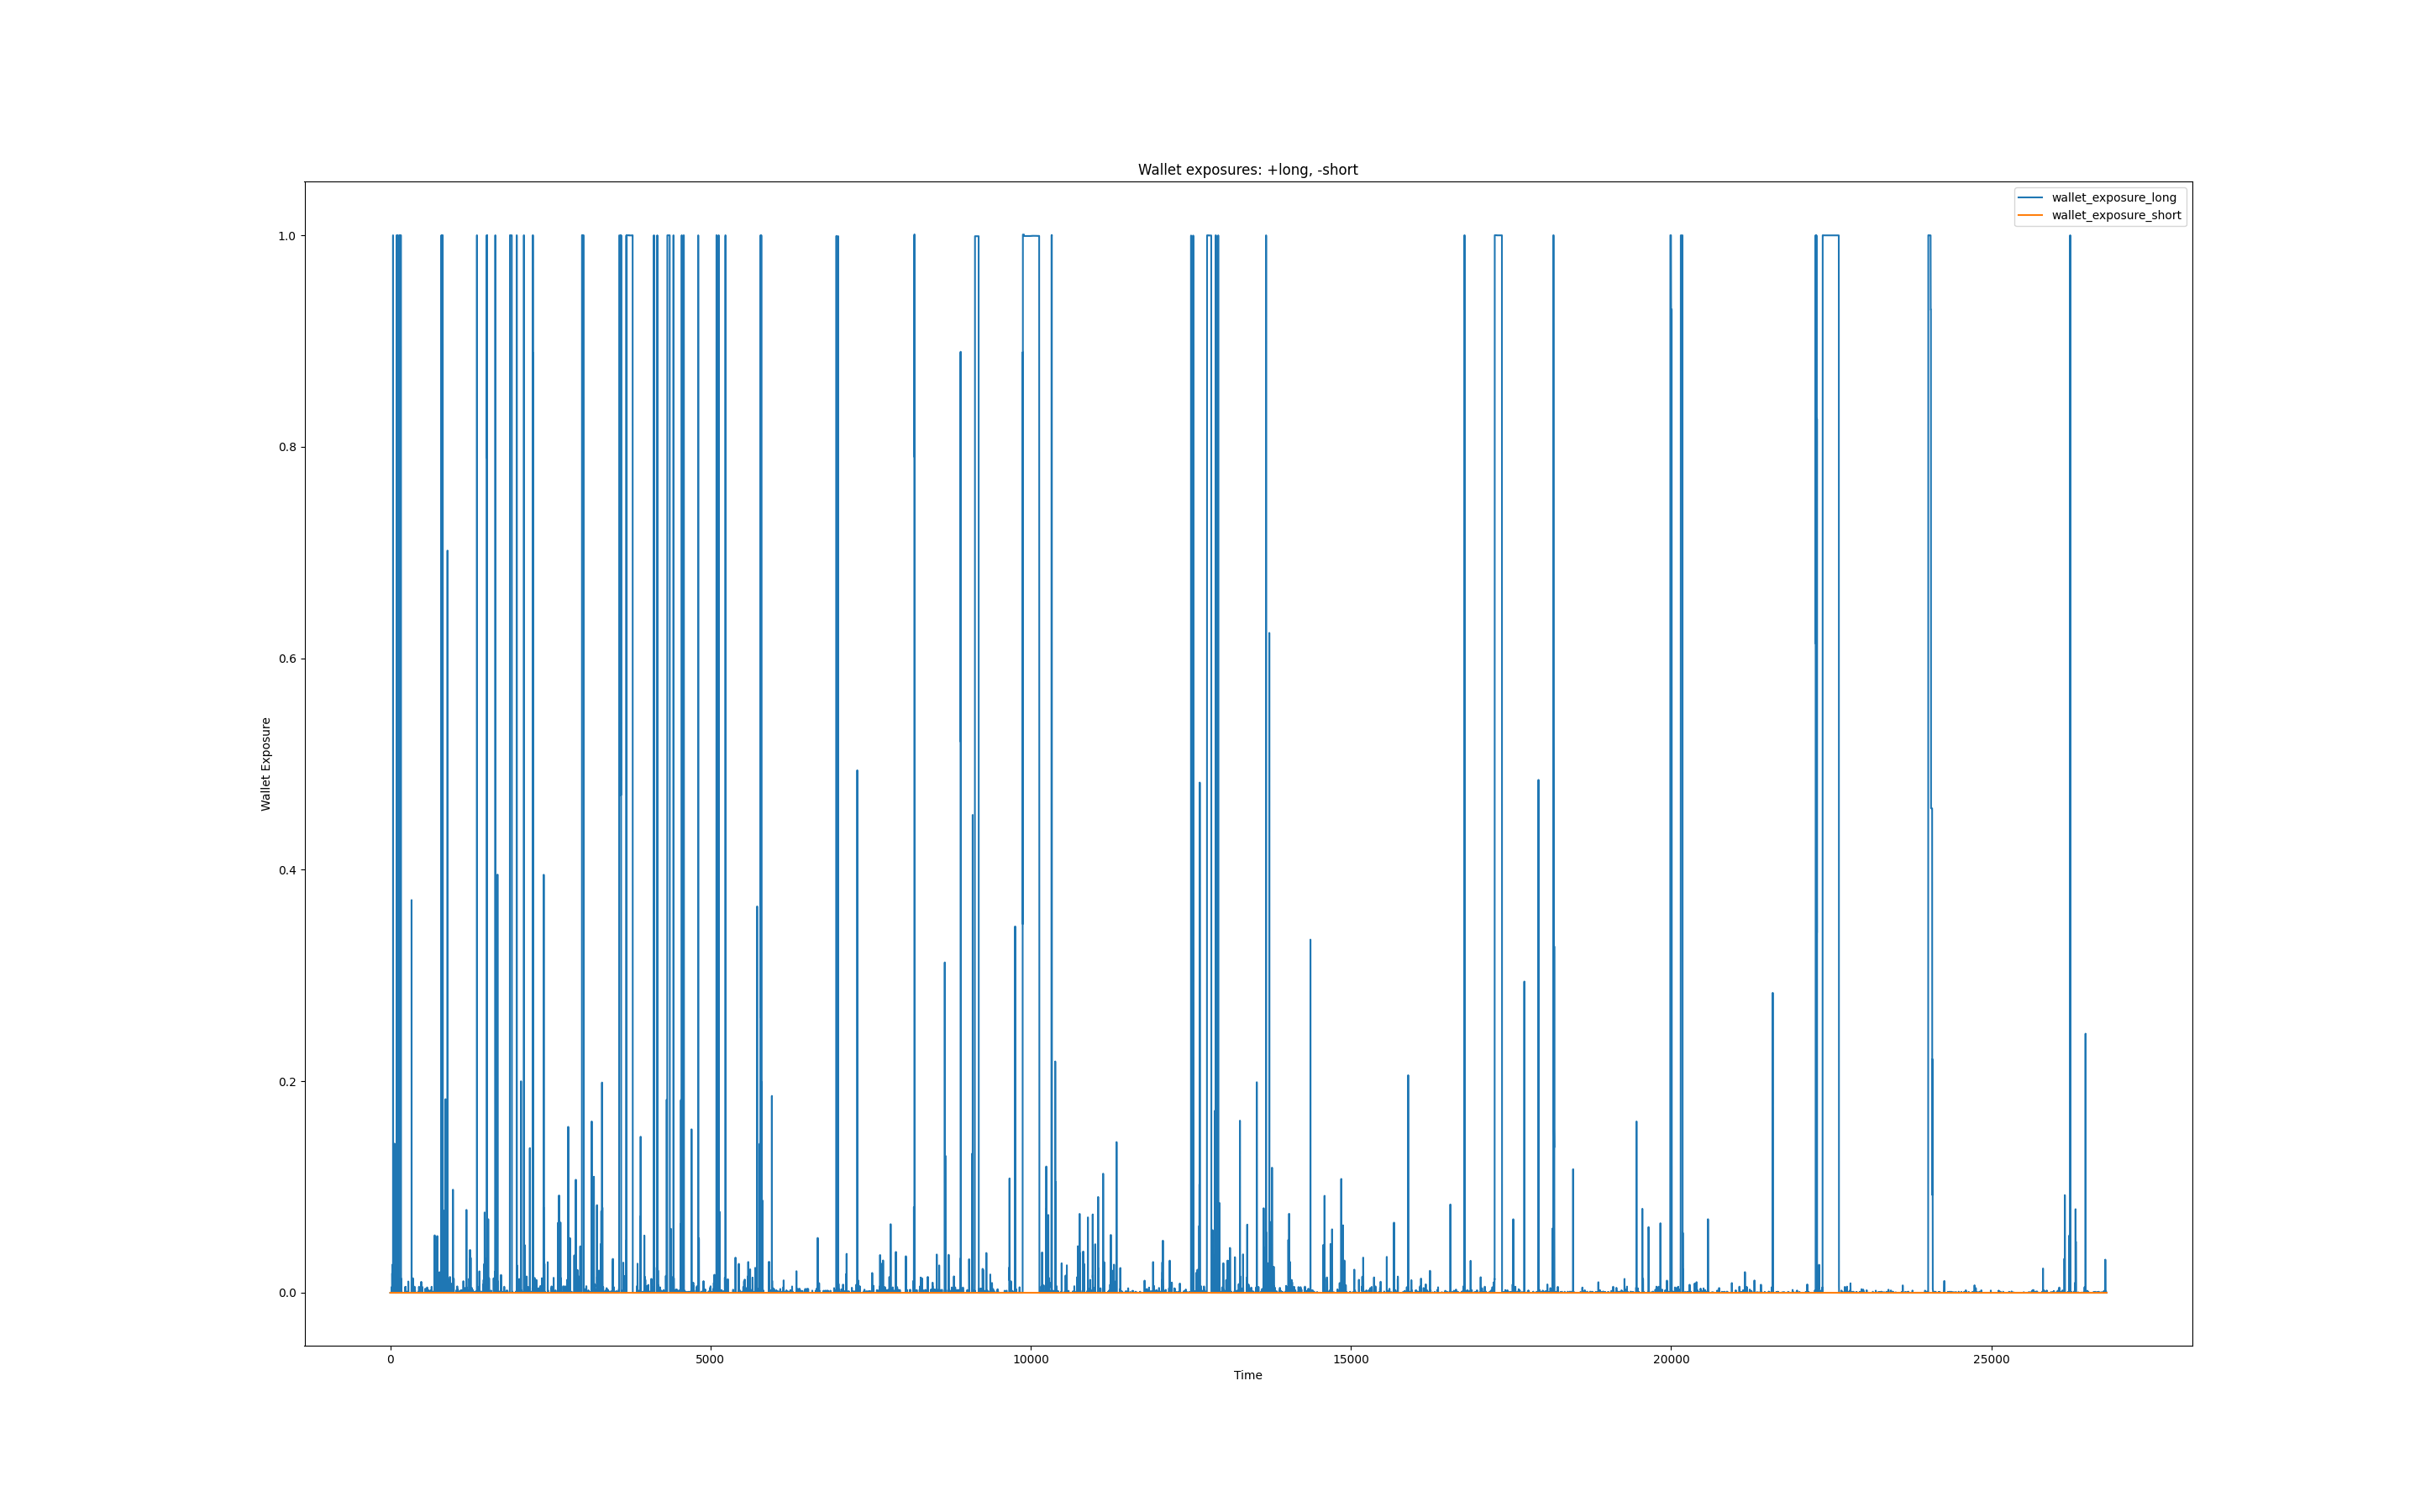 Wallet exposures: +long, -short
wallet_exposure_long
wallet_exposure_short
1.0
0.8
0.6
0.4
0.2
0.0
Wallet Exposure
0 5000 10000 15000 20000 25000
Time